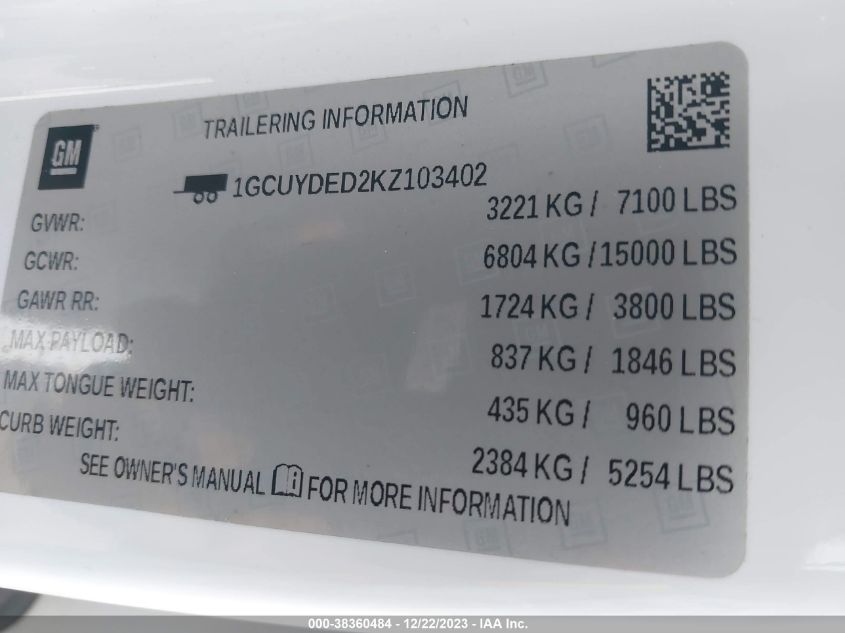 TRAILERING INFORMATION
GM
1GCUYDED2KZ103402
GVWR: 3221 KG / 7100 LBS
GCWR: 6804 KG / 15000 LBS
GAWR RR: 1724 KG / 3800 LBS
MAX PAYLOAD: 837 KG / 1846 LBS
MAX TONGUE WEIGHT: 435 KG / 960 LBS
CURB WEIGHT: 2384 KG / 5254 LBS
SEE OWNER'S MANUAL FOR MORE INFORMATION
000-38360484 - 12/22/2023 - IAA Inc.